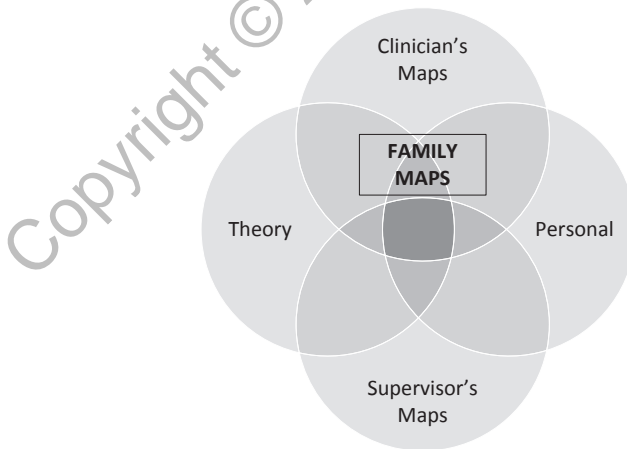 Copyright ©
Clinician’s
Maps
FAMILY
MAPS
Theory
Personal
Supervisor’s
Maps